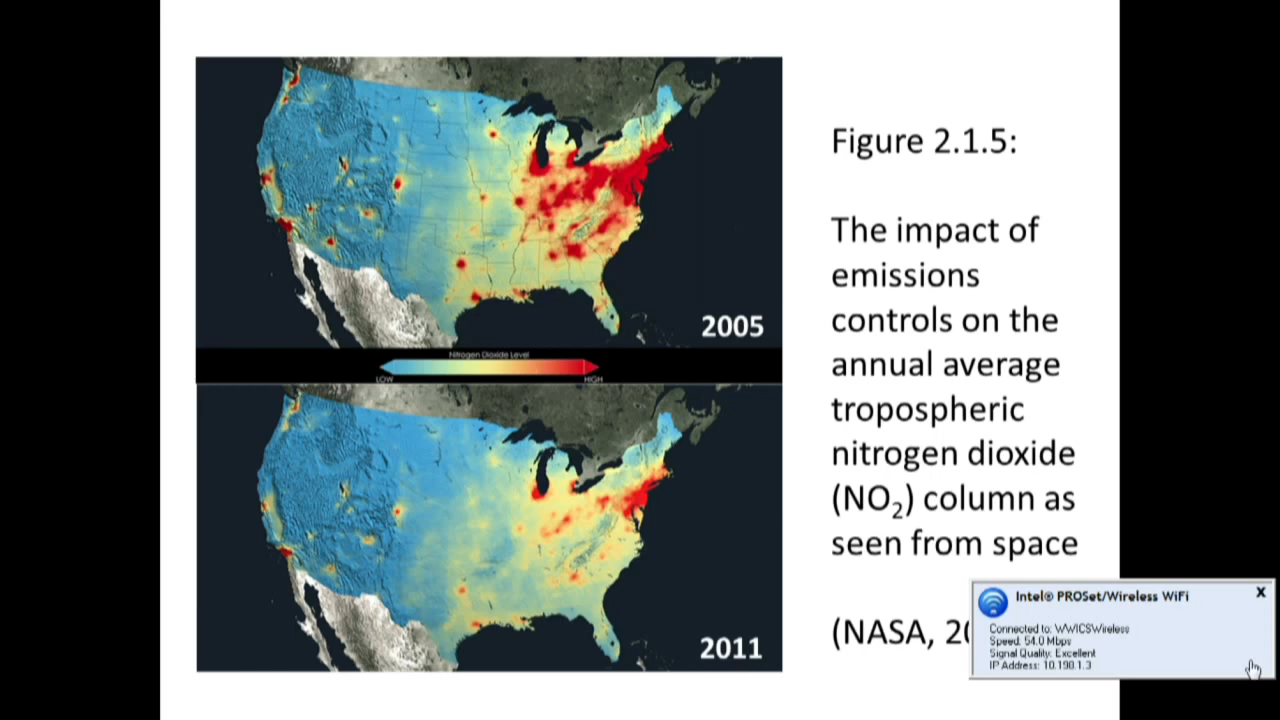 2005
Nitrogen Dioxide Level
LOW
HIGH
2011
Figure 2.1.5:
The impact of
emissions
controls on the
annual average
tropospheric
nitrogen dioxide
(NO₂) column as
seen from space
(NASA,
Intel® PROSet/Wireless WiFi
X
Connected to: WWICSWireless
Speed: 54.0 Mbps
Signal Quality: Excellent
IP Address: 10.190.1.3